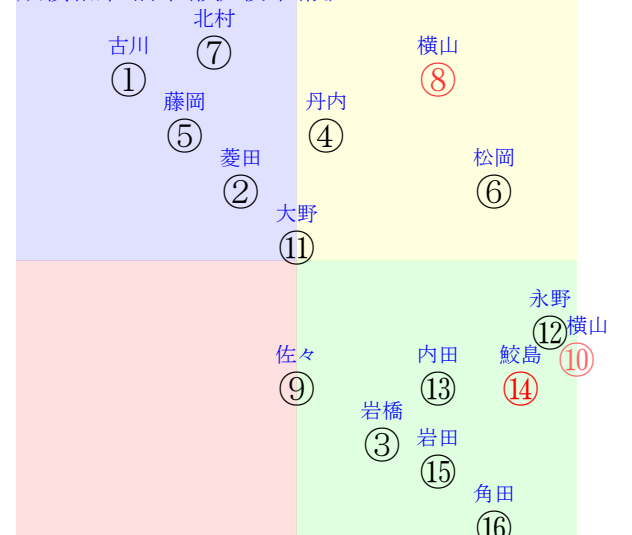 北村
⑦
古川
①
横山
⑧
藤岡
⑤
丹内
④
菱田
②
松岡
⑥
大野
⑪
永野
⑫
横山
⑩
佐々
⑨
内田
⑬
鮫島
⑭
岩橋
③
岩田
⑮
角田
⑯